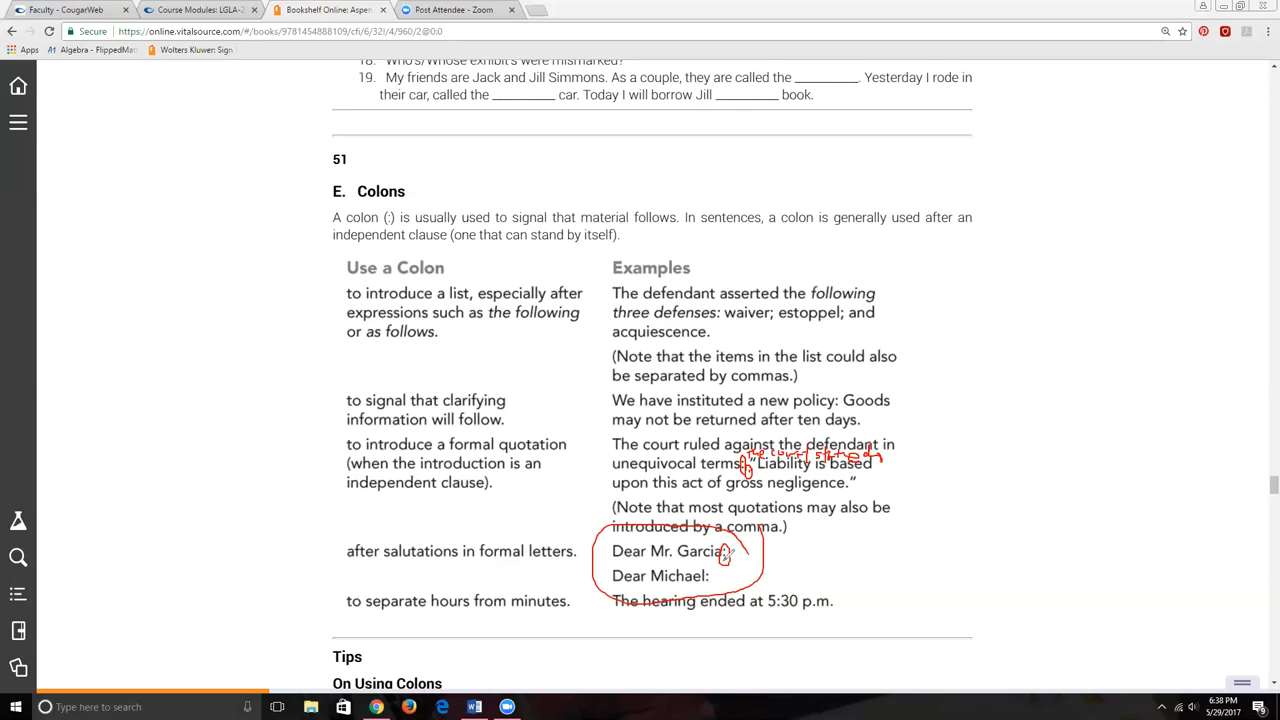 Faculty - CougarWeb
Course Modules: LGLA-2
Bookshelf Online: Aspen
Post Attendee - Zoom
Secure
https://online.vitalsource.com/#/books/9781454888109/cfi/6/32!/4/960/2@0:0
Apps
Algebra - FlippedMat
Wolters Kluwer: Sign
18. Who's/Whose exhibit's were mismarked?
19. My friends are Jack and Jill Simmons. As a couple, they are called the __________. Yesterday I rode in
their car, called the __________ car. Today I will borrow Jill __________ book.
51
E. Colons
A colon (:) is usually used to signal that material follows. In sentences, a colon is generally used after an
independent clause (one that can stand by itself).
Use a Colon
Examples
to introduce a list, especially after
expressions such as the following
or as follows.
The defendant asserted the following
three defenses: waiver; estoppel; and
acquiescence.
(Note that the items in the list could also
be separated by commas.)
to signal that clarifying
information will follow.
We have instituted a new policy: Goods
may not be returned after ten days.
to introduce a formal quotation
(when the introduction is an
independent clause).
The court ruled against the defendant in
the court stated,
unequivocal terms: "Liability is based
upon this act of gross negligence."
(Note that most quotations may also be
introduced by a comma.)
after salutations in formal letters.
Dear Mr. Garcia:
Dear Michael:
to separate hours from minutes.
The hearing ended at 5:30 p.m.
Tips
On Using Colons
Type here to search
6:38 PM
5/29/2017